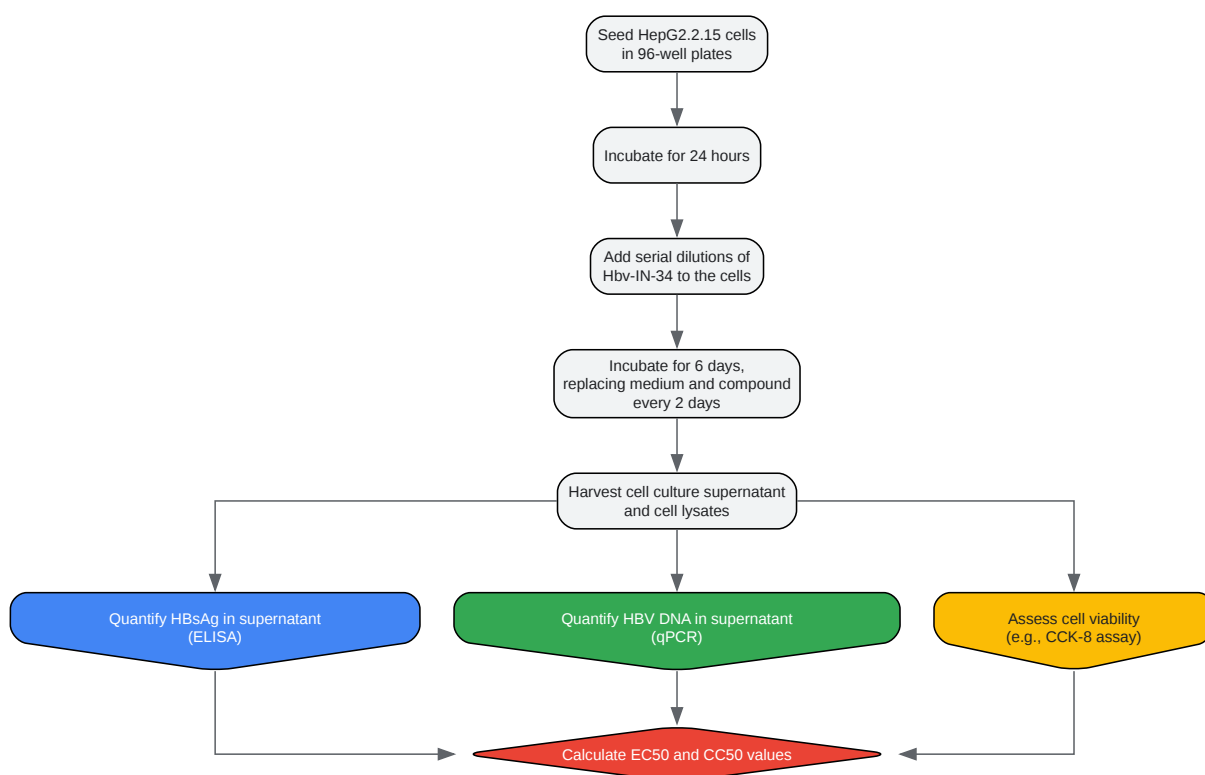 Seed HepG2.2.15 cells
in 96-well plates
Incubate for 24 hours
Add serial dilutions of
Hbv-IN-34 to the cells
Incubate for 6 days,
replacing medium and compound
every 2 days
Harvest cell culture supernatant
and cell lysates
Quantify HBsAg in supernatant
(ELISA)
Quantify HBV DNA in supernatant
(qPCR)
Assess cell viability
(e.g., CCK-8 assay)
Calculate EC50 and CC50 values